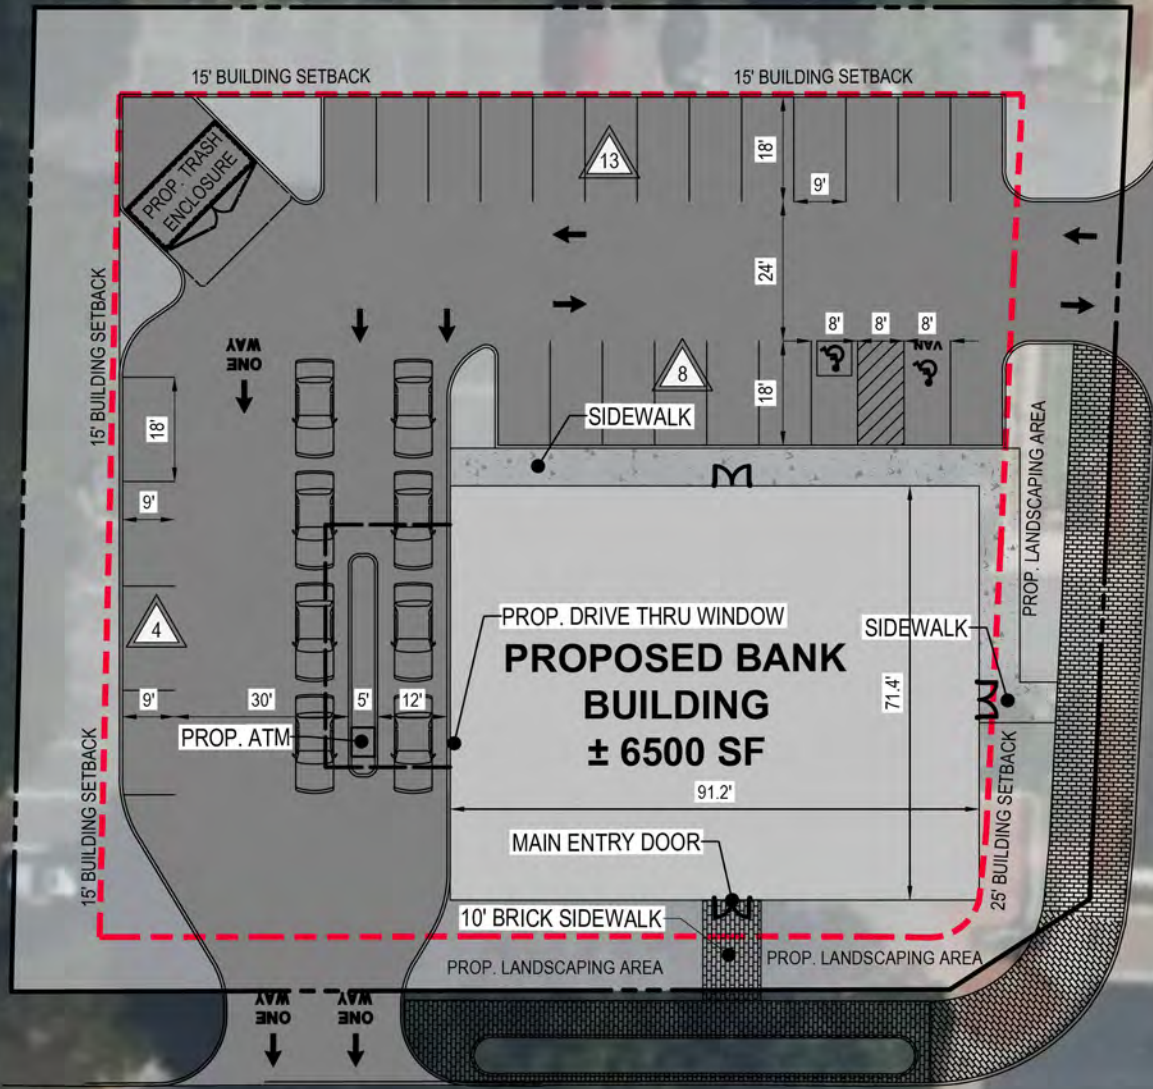 15' BUILDING SETBACK
15' BUILDING SETBACK
PROP. TRASH
ENCLOSURE
13
18'
9'
24'
15' BUILDING SETBACK
ONE
WAY
8'
8'
8'
VAN
8
18'
18'
SIDEWALK
9'
PROP. LANDSCAPING AREA
4
PROP. DRIVE THRU WINDOW
SIDEWALK
PROPOSED BANK
BUILDING
± 6500 SF
71.4'
9'
30'
5'
12'
PROP. ATM
91.2'
15' BUILDING SETBACK
25' BUILDING SETBACK
MAIN ENTRY DOOR
10' BRICK SIDEWALK
PROP. LANDSCAPING AREA
PROP. LANDSCAPING AREA
ONE
WAY
ONE
WAY